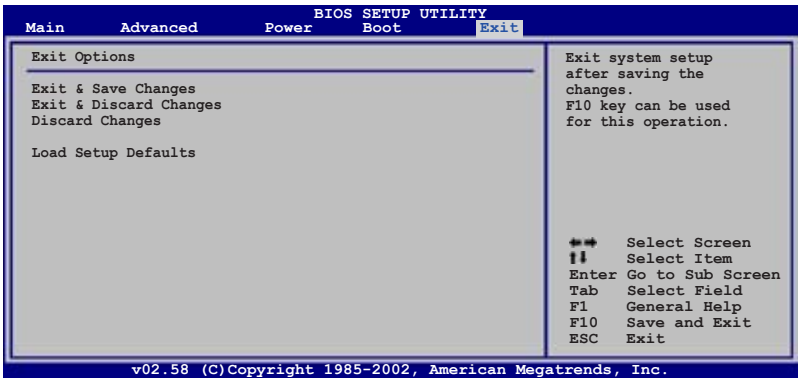 BIOS SETUP UTILITY
Main Advanced Power Boot Exit
Exit Options
Exit & Save Changes
Exit & Discard Changes
Discard Changes
Load Setup Defaults
Exit system setup
after saving the
changes.
F10 key can be used
for this operation.
Select Screen
Select Item
Enter Go to Sub Screen
Tab Select Field
F1 General Help
F10 Save and Exit
ESC Exit
v02.58 (C)Copyright 1985-2002, American Megatrends, Inc.